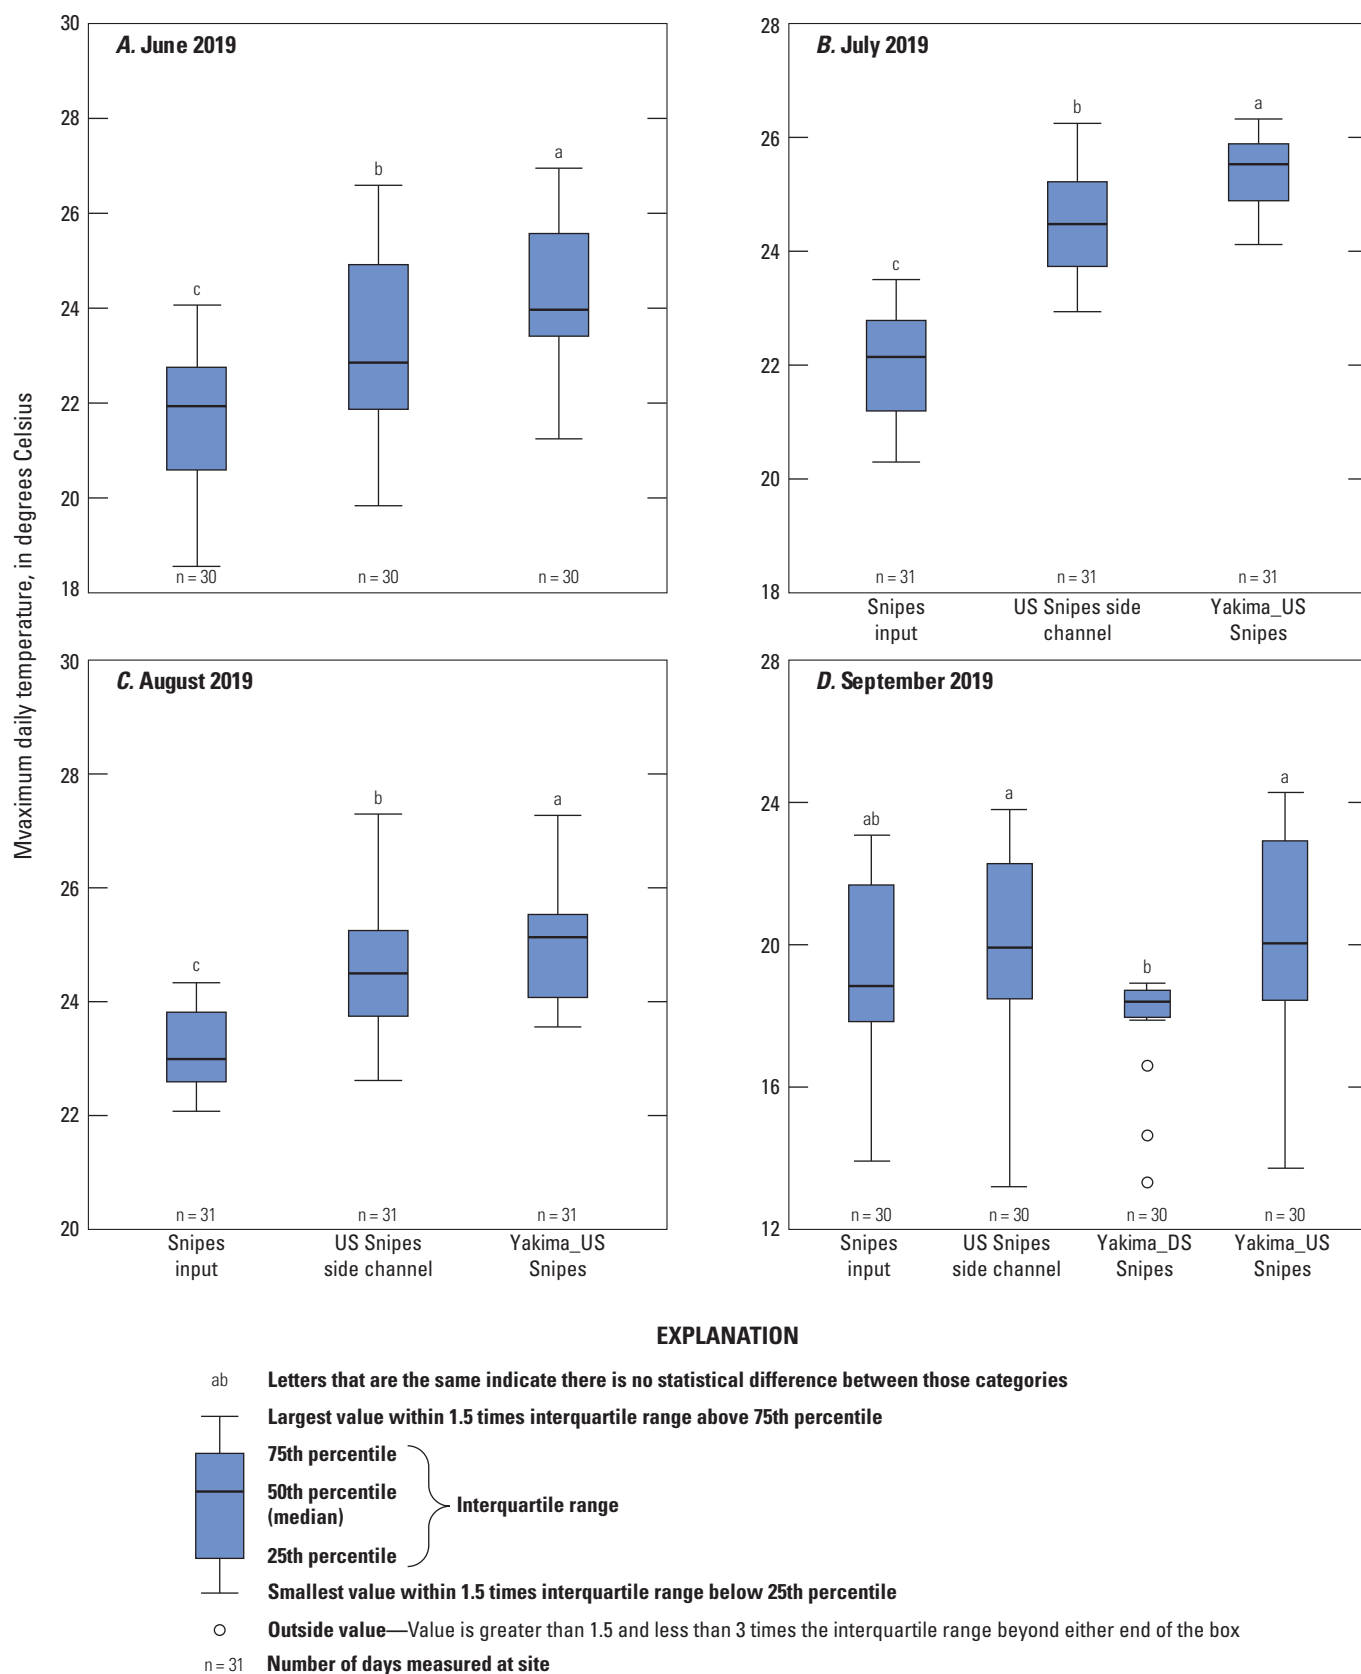 Mvaximum daily temperature, in degrees Celsius
A. June 2019
30
28
26
24
22
20
18
c
b
a
n = 30
n = 30
n = 30
B. July 2019
28
26
24
22
20
18
c
b
a
n = 31
n = 31
n = 31
Snipes
input
US Snipes side
channel
Yakima_US
Snipes
C. August 2019
30
28
26
24
22
20
c
b
a
n = 31
n = 31
n = 31
Snipes
input
US Snipes
side channel
Yakima_US
Snipes
D. September 2019
28
24
20
16
12
ab
a
b
a
n = 30
n = 30
n = 30
n = 30
Snipes
input
US Snipes
side channel
Yakima_DS
Snipes
Yakima_US
Snipes
EXPLANATION
ab Letters that are the same indicate there is no statistical difference between those categories
Largest value within 1.5 times interquartile range above 75th percentile
75th percentile
50th percentile
(median)
Interquartile range
25th percentile
Smallest value within 1.5 times interquartile range below 25th percentile
Outside value—Value is greater than 1.5 and less than 3 times the interquartile range beyond either end of the box
n = 31 Number of days measured at site